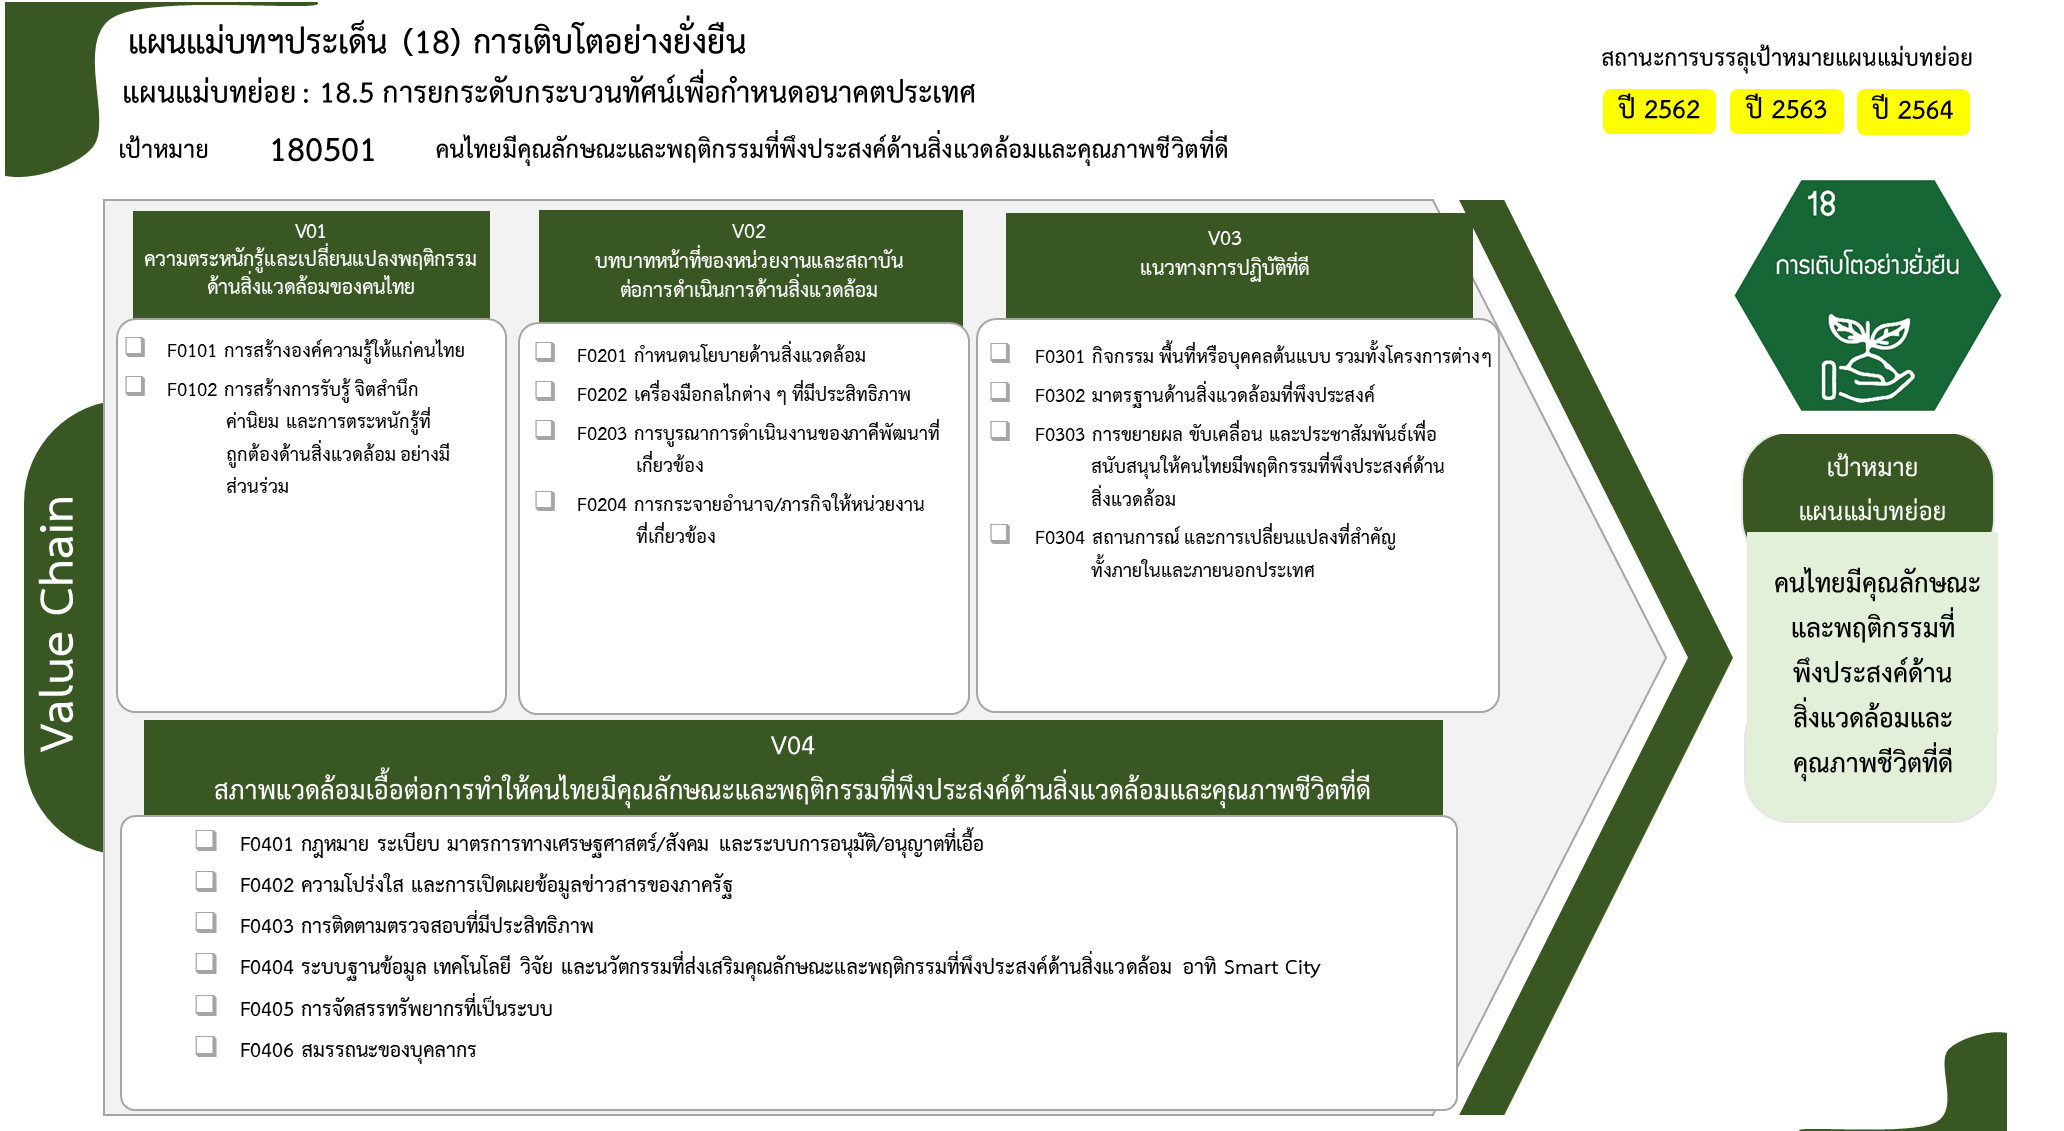 แผนแม่บทฯประเด็น (18) การเติบโตอย่างยั่งยืน
แผนแม่บทย่อย : 18.5 การยกระดับกระบวนทัศน์เพื่อกำหนดอนาคตประเทศ
เป้าหมาย 180501 คนไทยมีคุณลักษณะและพฤติกรรมที่พึงประสงค์ด้านสิ่งแวดล้อมและคุณภาพชีวิตที่ดี
สถานะการบรรลุเป้าหมายแผนแม่บทย่อย
ปี 2562 ปี 2563 ปี 2564
Value Chain
V01
ความตระหนักรู้และเปลี่ยนแปลงพฤติกรรม
ด้านสิ่งแวดล้อมของคนไทย
F0101 การสร้างองค์ความรู้ให้แก่คนไทย
F0102 การสร้างการรับรู้ จิตสำนึก
ค่านิยม และการตระหนักรู้ที่
ถูกต้องด้านสิ่งแวดล้อม อย่างมี
ส่วนร่วม
V02
บทบาทหน้าที่ของหน่วยงานและสถาบัน
ต่อการดำเนินการด้านสิ่งแวดล้อม
F0201 กำหนดนโยบายด้านสิ่งแวดล้อม
F0202 เครื่องมือกลไกต่าง ๆ ที่มีประสิทธิภาพ
F0203 การบูรณาการดำเนินงานของภาคีพัฒนาที่
เกี่ยวข้อง
F0204 การกระจายอำนาจ/ภารกิจให้หน่วยงาน
ที่เกี่ยวข้อง
V03
แนวทางการปฏิบัติที่ดี
F0301 กิจกรรม พื้นที่หรือบุคคลต้นแบบ รวมทั้งโครงการต่างๆ
F0302 มาตรฐานด้านสิ่งแวดล้อมที่พึงประสงค์
F0303 การขยายผล ขับเคลื่อน และประชาสัมพันธ์เพื่อ
สนับสนุนให้คนไทยมีพฤติกรรมที่พึงประสงค์ด้าน
สิ่งแวดล้อม
F0304 สถานการณ์ และการเปลี่ยนแปลงที่สำคัญ
ทั้งภายในและภายนอกประเทศ
V04
สภาพแวดล้อมเอื้อต่อการทำให้คนไทยมีคุณลักษณะและพฤติกรรมที่พึงประสงค์ด้านสิ่งแวดล้อมและคุณภาพชีวิตที่ดี
F0401 กฎหมาย ระเบียบ มาตรการทางเศรษฐศาสตร์/สังคม และระบบการอนุมัติ/อนุญาตที่เอื้อ
F0402 ความโปร่งใส และการเปิดเผยข้อมูลข่าวสารของภาครัฐ
F0403 การติดตามตรวจสอบที่มีประสิทธิภาพ
F0404 ระบบฐานข้อมูล เทคโนโลยี วิจัย และนวัตกรรมที่ส่งเสริมคุณลักษณะและพฤติกรรมที่พึงประสงค์ด้านสิ่งแวดล้อม อาทิ Smart City
F0405 การจัดสรรทรัพยากรที่เป็นระบบ
F0406 สมรรถนะของบุคลากร
18
การเติบโตอย่างยั่งยืน
เป้าหมาย
แผนแม่บทย่อย
คนไทยมีคุณลักษณะ
และพฤติกรรมที่
พึงประสงค์ด้าน
สิ่งแวดล้อมและ
คุณภาพชีวิตที่ดี